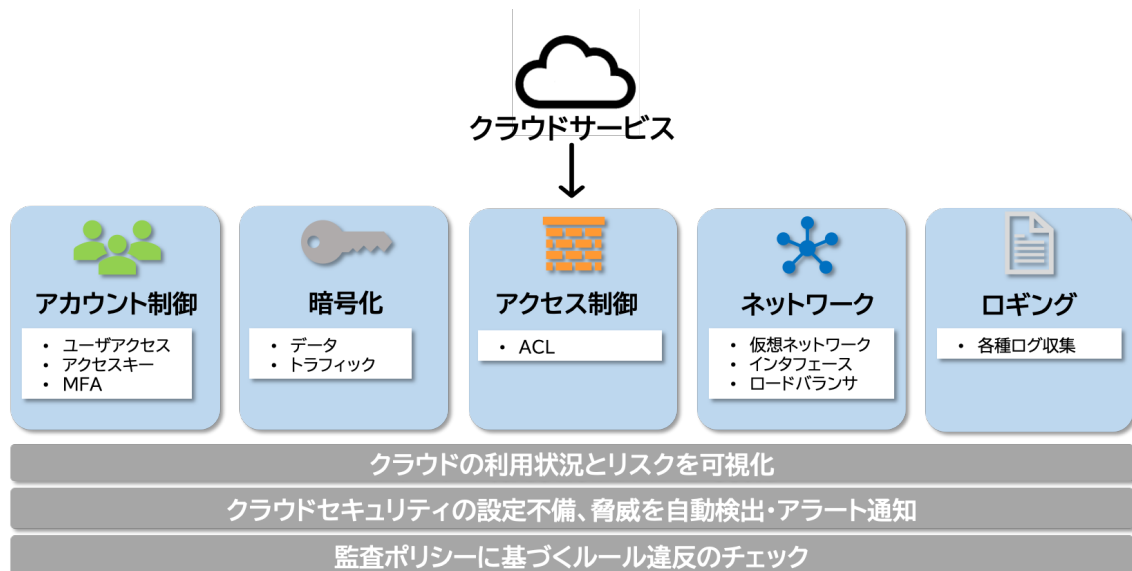 クラウドサービス
アカウント制御
・ ユーザアクセス
・ アクセスキー
・ MFA
暗号化
・ データ
・ トラフィック
アクセス制御
・ ACL
ネットワーク
・ 仮想ネットワーク
・ インタフェース
・ ロードバランサ
ロギング
・ 各種ログ収集
クラウドの利用状況とリスクを可視化
クラウドセキュリティの設定不備、脅威を自動検出・アラート通知
監査ポリシーに基づくルール違反のチェック